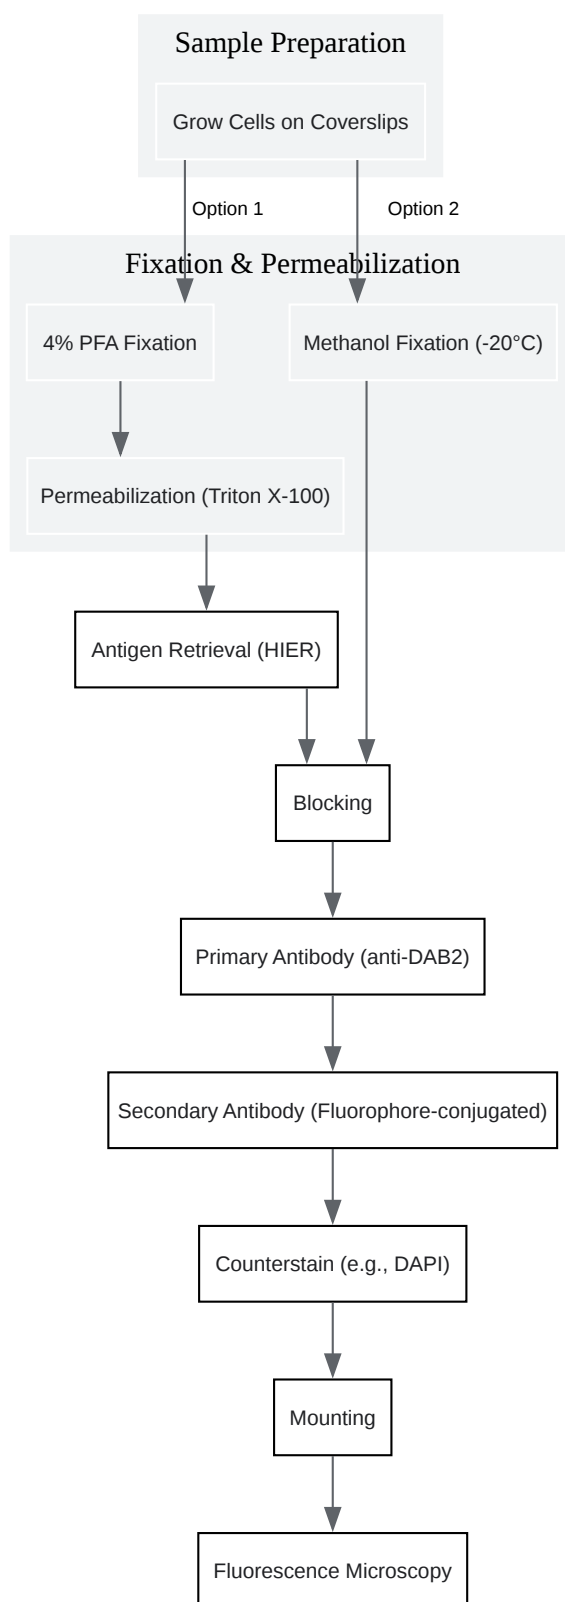 Sample Preparation
Grow Cells on Coverslips
Option 1
Option 2
Fixation & Permeabilization
4% PFA Fixation
Methanol Fixation (-20°C)
Permeabilization (Triton X-100)
Antigen Retrieval (HIER)
Blocking
Primary Antibody (anti-DAB2)
Secondary Antibody (Fluorophore-conjugated)
Counterstain (e.g., DAPI)
Mounting
Fluorescence Microscopy